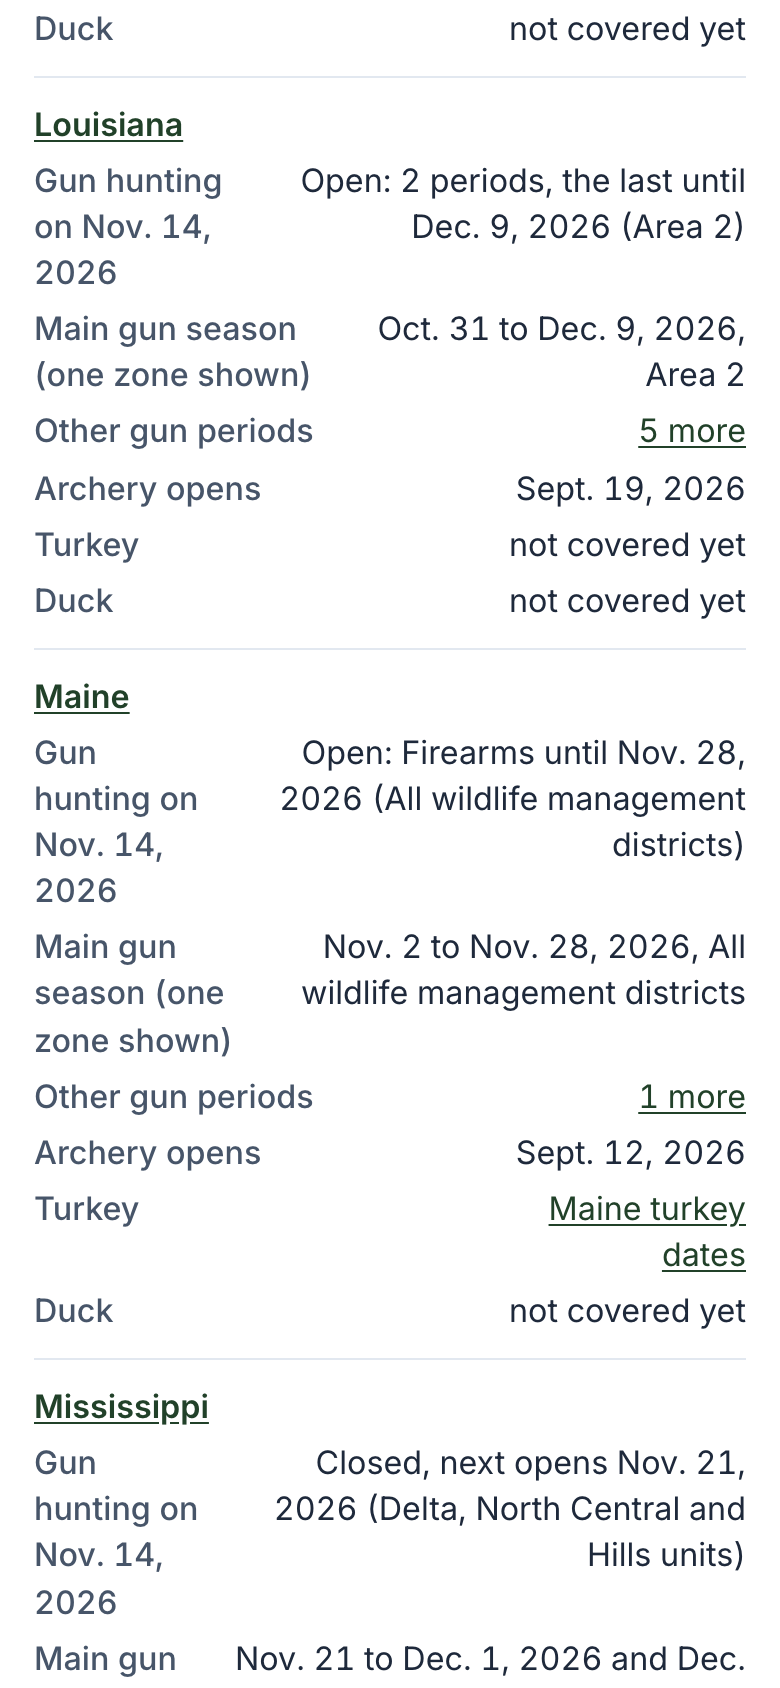 Duck not covered yet
Louisiana
Gun hunting on Nov. 14, 2026 Open: 2 periods, the last until Dec. 9, 2026 (Area 2)
Main gun season (one zone shown) Oct. 31 to Dec. 9, 2026, Area 2
Other gun periods 5 more
Archery opens Sept. 19, 2026
Turkey not covered yet
Duck not covered yet
Maine
Gun hunting on Nov. 14, 2026 Open: Firearms until Nov. 28, 2026 (All wildlife management districts)
Main gun season (one zone shown) Nov. 2 to Nov. 28, 2026, All wildlife management districts
Other gun periods 1 more
Archery opens Sept. 12, 2026
Turkey Maine turkey dates
Duck not covered yet
Mississippi
Gun hunting on Nov. 14, 2026 Closed, next opens Nov. 21, 2026 (Delta, North Central and Hills units)
Main gun Nov. 21 to Dec. 1, 2026 and Dec.